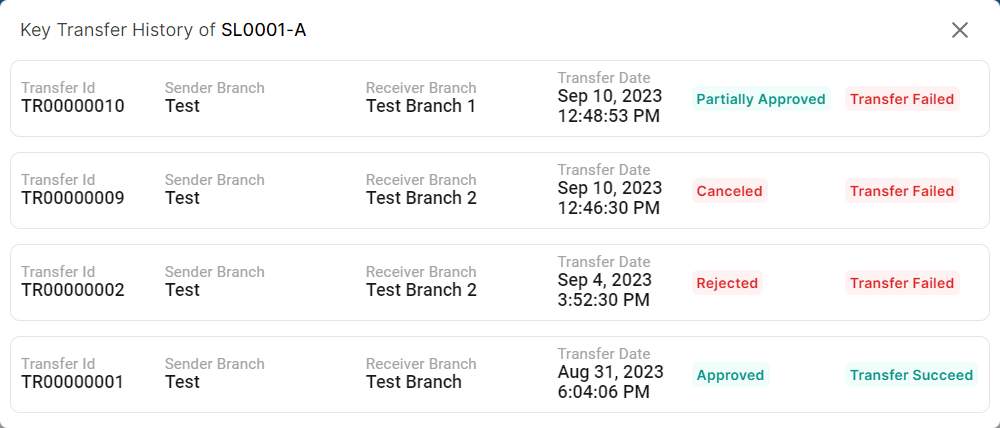 Key Transfer History of SL0001-A
Transfer Id
TR00000010
Sender Branch
Test
Receiver Branch
Test Branch 1
Transfer Date
Sep 10, 2023
12:48:53 PM
Partially Approved
Transfer Failed
Transfer Id
TR00000009
Sender Branch
Test
Receiver Branch
Test Branch 2
Transfer Date
Sep 10, 2023
12:46:30 PM
Canceled
Transfer Failed
Transfer Id
TR00000002
Sender Branch
Test
Receiver Branch
Test Branch 2
Transfer Date
Sep 4, 2023
3:52:30 PM
Rejected
Transfer Failed
Transfer Id
TR00000001
Sender Branch
Test
Receiver Branch
Test Branch
Transfer Date
Aug 31, 2023
6:04:06 PM
Approved
Transfer Succeed